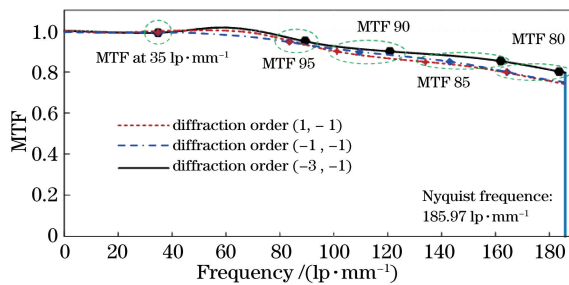 1.0
0.8
0.6
0.4
0.2
0
MTF
MTF 90
MTF 80
MTF at 35 lp·mm⁻¹
MTF 95
MTF 85
diffraction order (1, −1)
diffraction order (−1, −1)
diffraction order (−3, −1)
Nyquist frequence:
185.97 lp·mm⁻¹
0 20 40 60 80 100 120 140 160 180
Frequency /(lp·mm⁻¹)